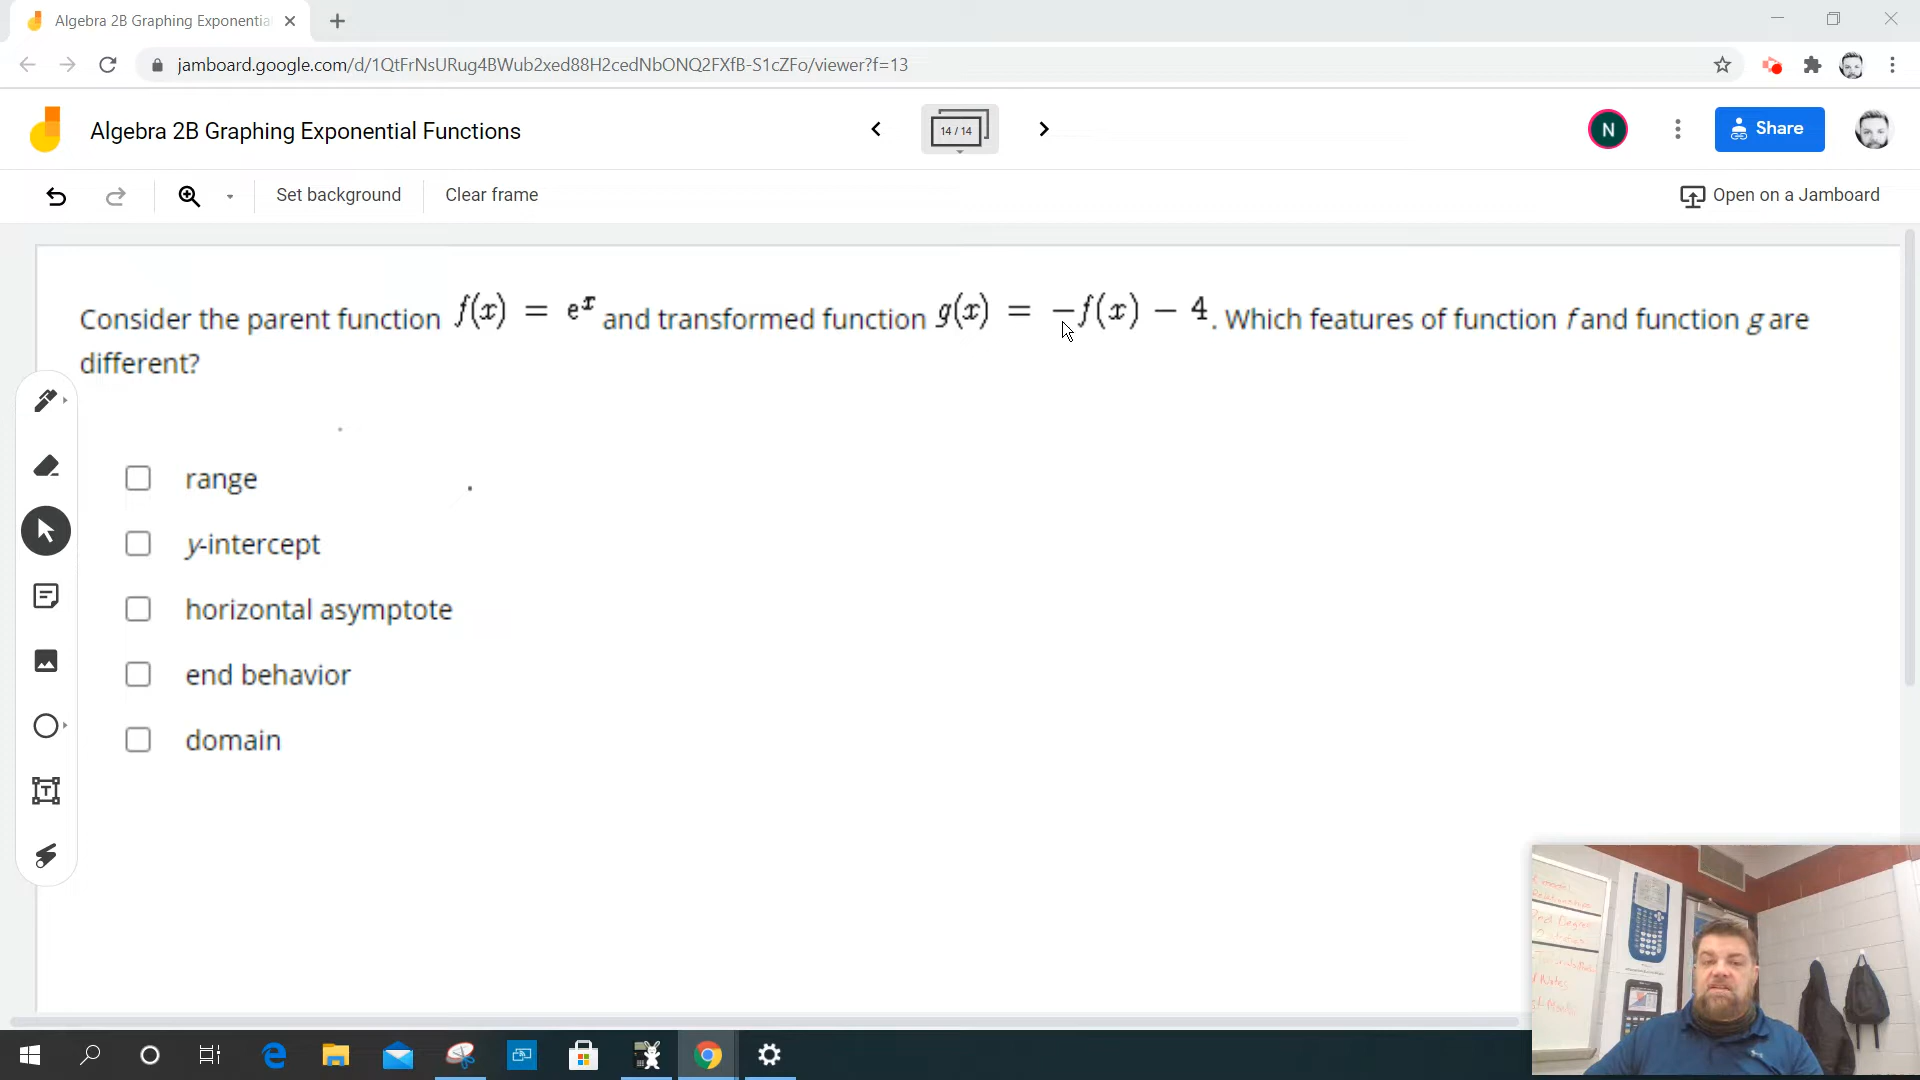 Algebra 2B Graphing Exponentia
jamboard.google.com/d/1QtFrNsURug4BWub2xed88H2cedNbONQ2FXfB-S1cZFo/viewer?f=13
Algebra 2B Graphing Exponential Functions
14 / 14
N
Share
Set background
Clear frame
Open on a Jamboard
Consider the parent function f(x) = eˣ and transformed function g(x) = −f(x) − 4. Which features of function f and function g are
different?
range
y-intercept
horizontal asymptote
end behavior
domain